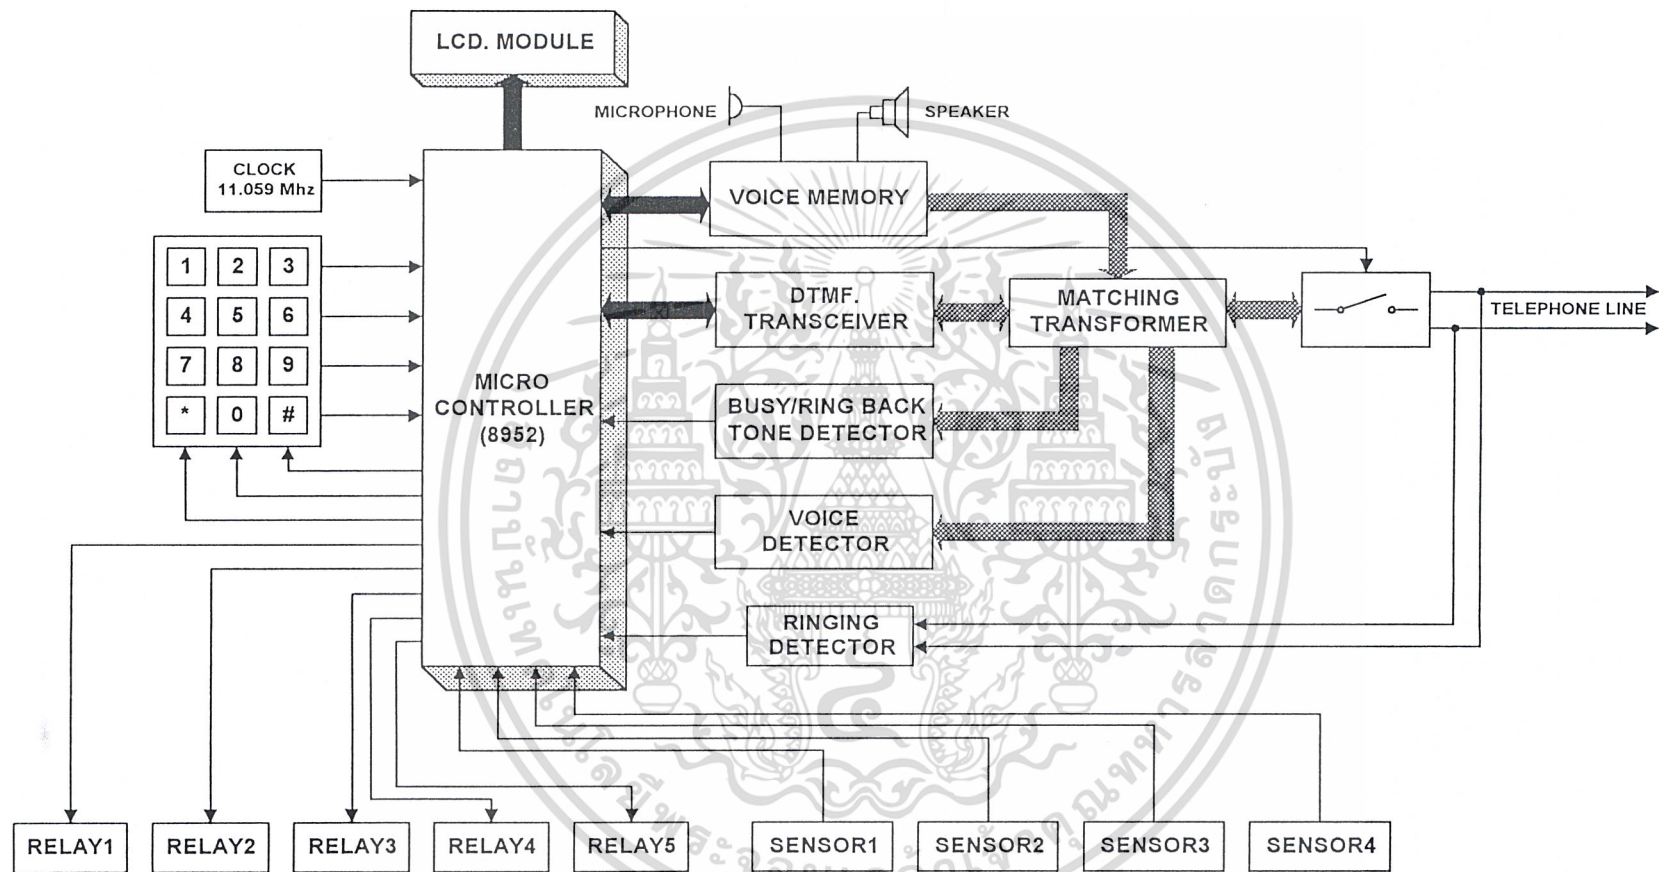 LCD. MODULE
MICROPHONE
SPEAKER
CLOCK
11.059 Mhz
VOICE MEMORY
1 2 3
4 5 6
7 8 9
* 0 #
MICRO
CONTROLLER
(8952)
DTMF.
TRANSCEIVER
MATCHING
TRANSFORMER
TELEPHONE LINE
BUSY/RING BACK
TONE DETECTOR
VOICE
DETECTOR
RINGING
DETECTOR
RELAY1
RELAY2
RELAY3
RELAY4
RELAY5
SENSOR1
SENSOR2
SENSOR3
SENSOR4